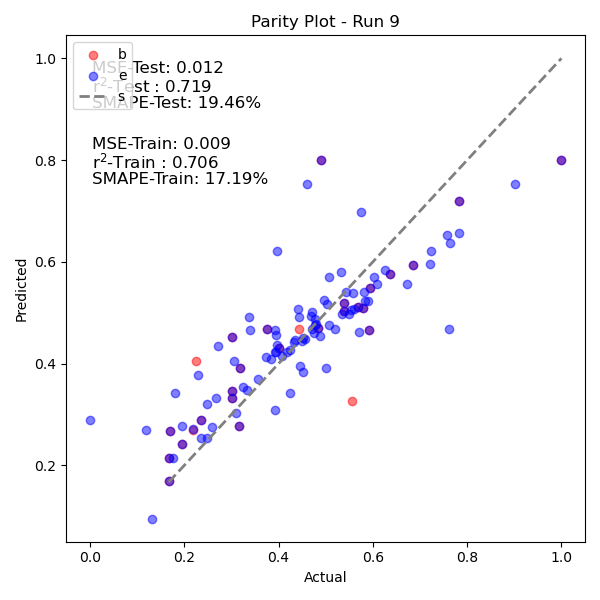 Parity Plot - Run 9
b
e
s
MSE-Test: 0.012
r²-Test : 0.719
SMAPE-Test: 19.46%
MSE-Train: 0.009
r²-Train : 0.706
SMAPE-Train: 17.19%
Predicted
1.0
0.8
0.6
0.4
0.2
0.0 0.2 0.4 0.6 0.8 1.0
Actual